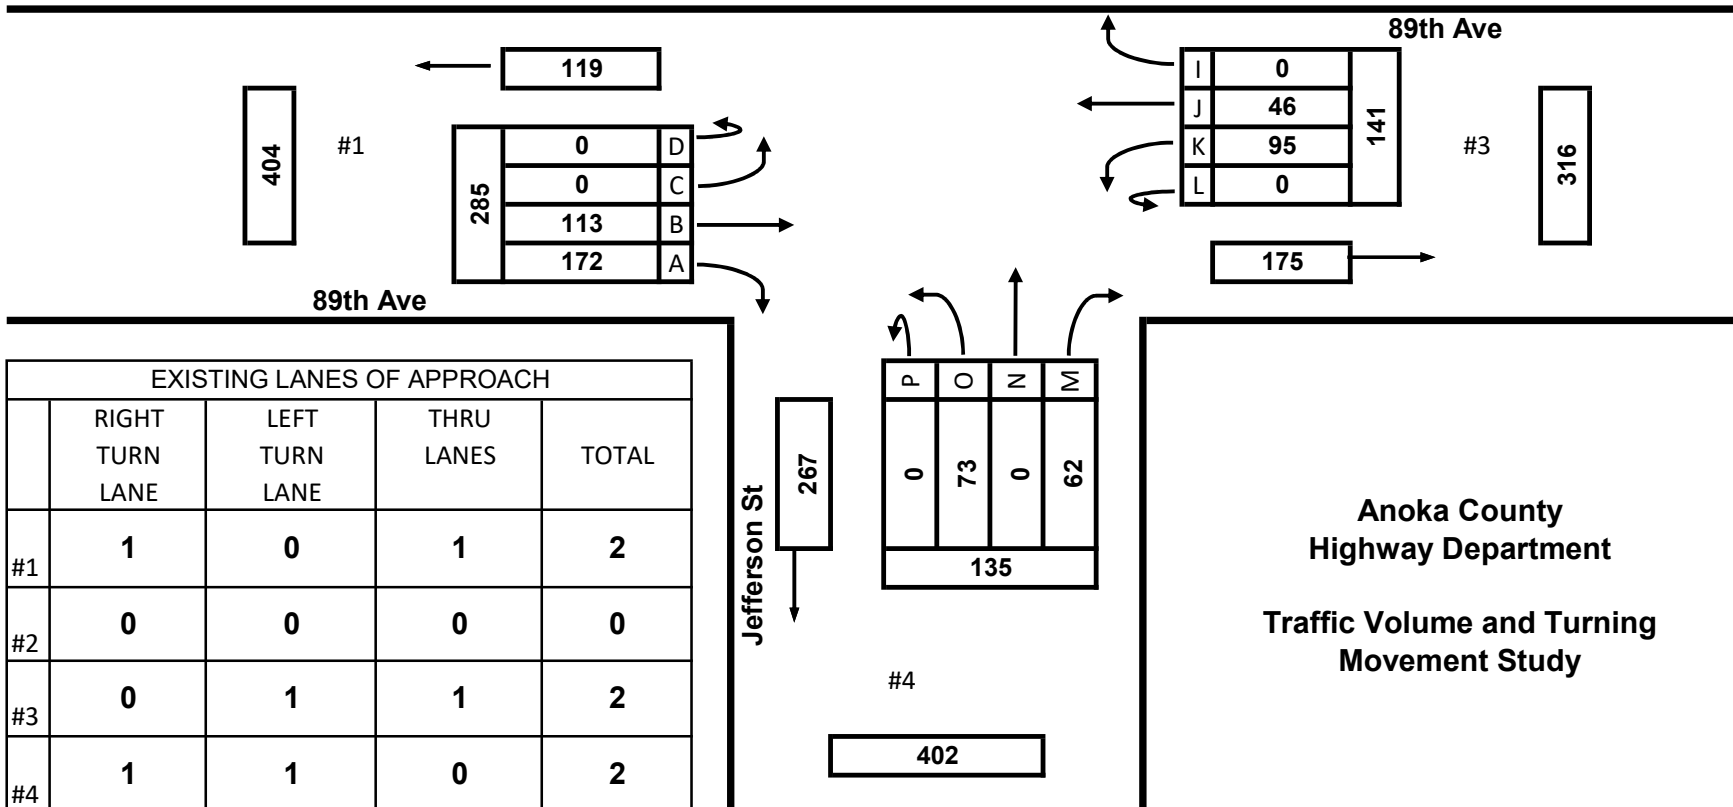 89th Ave
119
I 0
J 46
K 95
L 0
141
404
#1
285
0 D
0 C
113 B
172 A
#3
316
175
89th Ave
EXISTING LANES OF APPROACH
RIGHT TURN LANE
LEFT TURN LANE
THRU LANES
TOTAL
#1 1 0 1 2
#2 0 0 0 0
#3 0 1 1 2
#4 1 1 0 2
Jefferson St
267
P O N M
0 73 0 62
135
#4
402
Anoka County
Highway Department
Traffic Volume and Turning
Movement Study